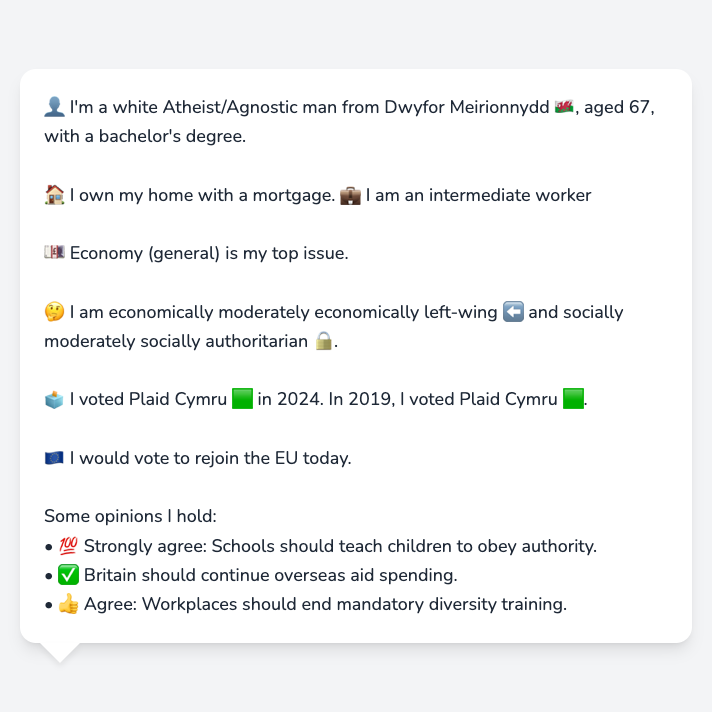 👤 I'm a white Atheist/Agnostic man from Dwyfor Meirionnydd 🏴󠁧󠁢󠁷󠁬󠁳󠁿, aged 67,
with a bachelor's degree.
🏠 I own my home with a mortgage. 💼 I am an intermediate worker
💷 Economy (general) is my top issue.
🤔 I am economically moderately economically left-wing ⬅️ and socially
moderately socially authoritarian 🔒.
🗳️ I voted Plaid Cymru 🟩 in 2024. In 2019, I voted Plaid Cymru 🟩.
🇪🇺 I would vote to rejoin the EU today.
Some opinions I hold:
• 💯 Strongly agree: Schools should teach children to obey authority.
• ✅ Britain should continue overseas aid spending.
• 👍 Agree: Workplaces should end mandatory diversity training.